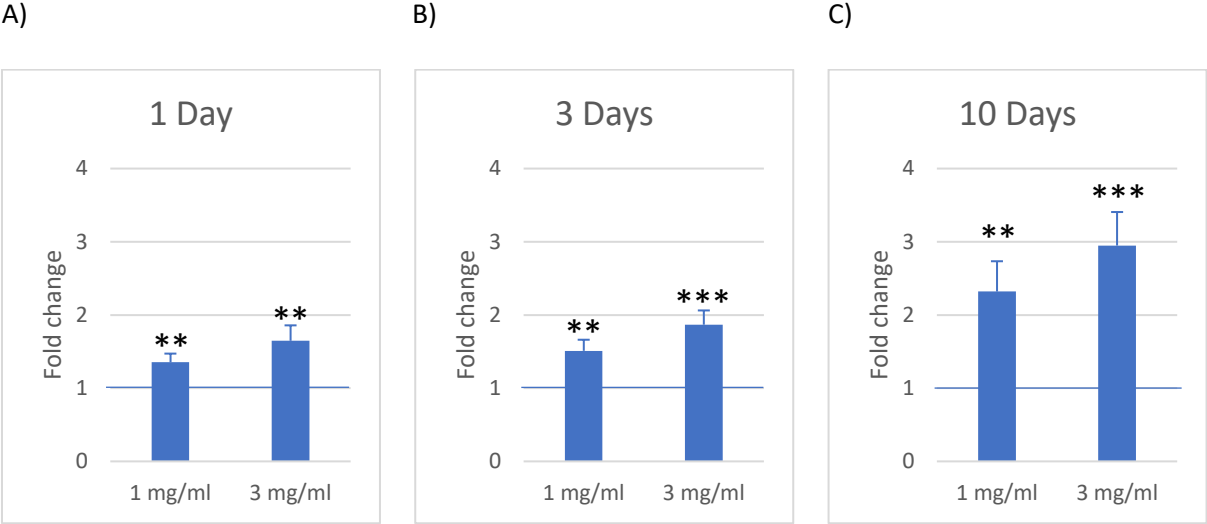 A)
B)
C)
1 Day
4
3
2
1
0
Fold change
**
**
1 mg/ml
3 mg/ml
3 Days
4
3
2
1
0
Fold change
**
***
1 mg/ml
3 mg/ml
10 Days
4
3
2
1
0
Fold change
**
***
1 mg/ml
3 mg/ml